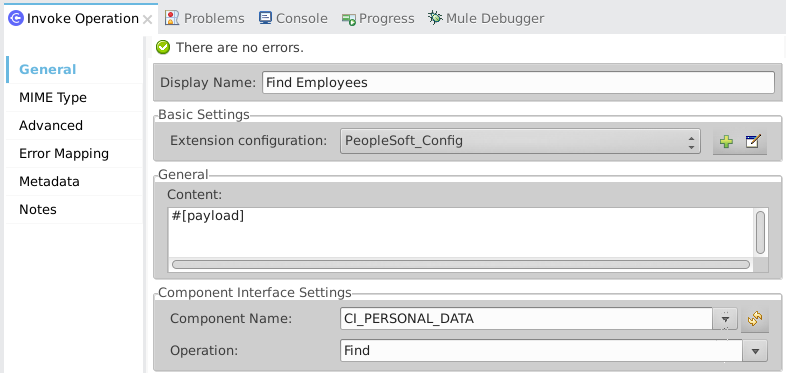 Invoke Operation Problems Console Progress Mule Debugger
There are no errors.
General
MIME Type
Advanced
Error Mapping
Metadata
Notes
Display Name: Find Employees
Basic Settings
Extension configuration: PeopleSoft_Config
General
Content:
#[payload]
Component Interface Settings
Component Name: CI_PERSONAL_DATA
Operation: Find